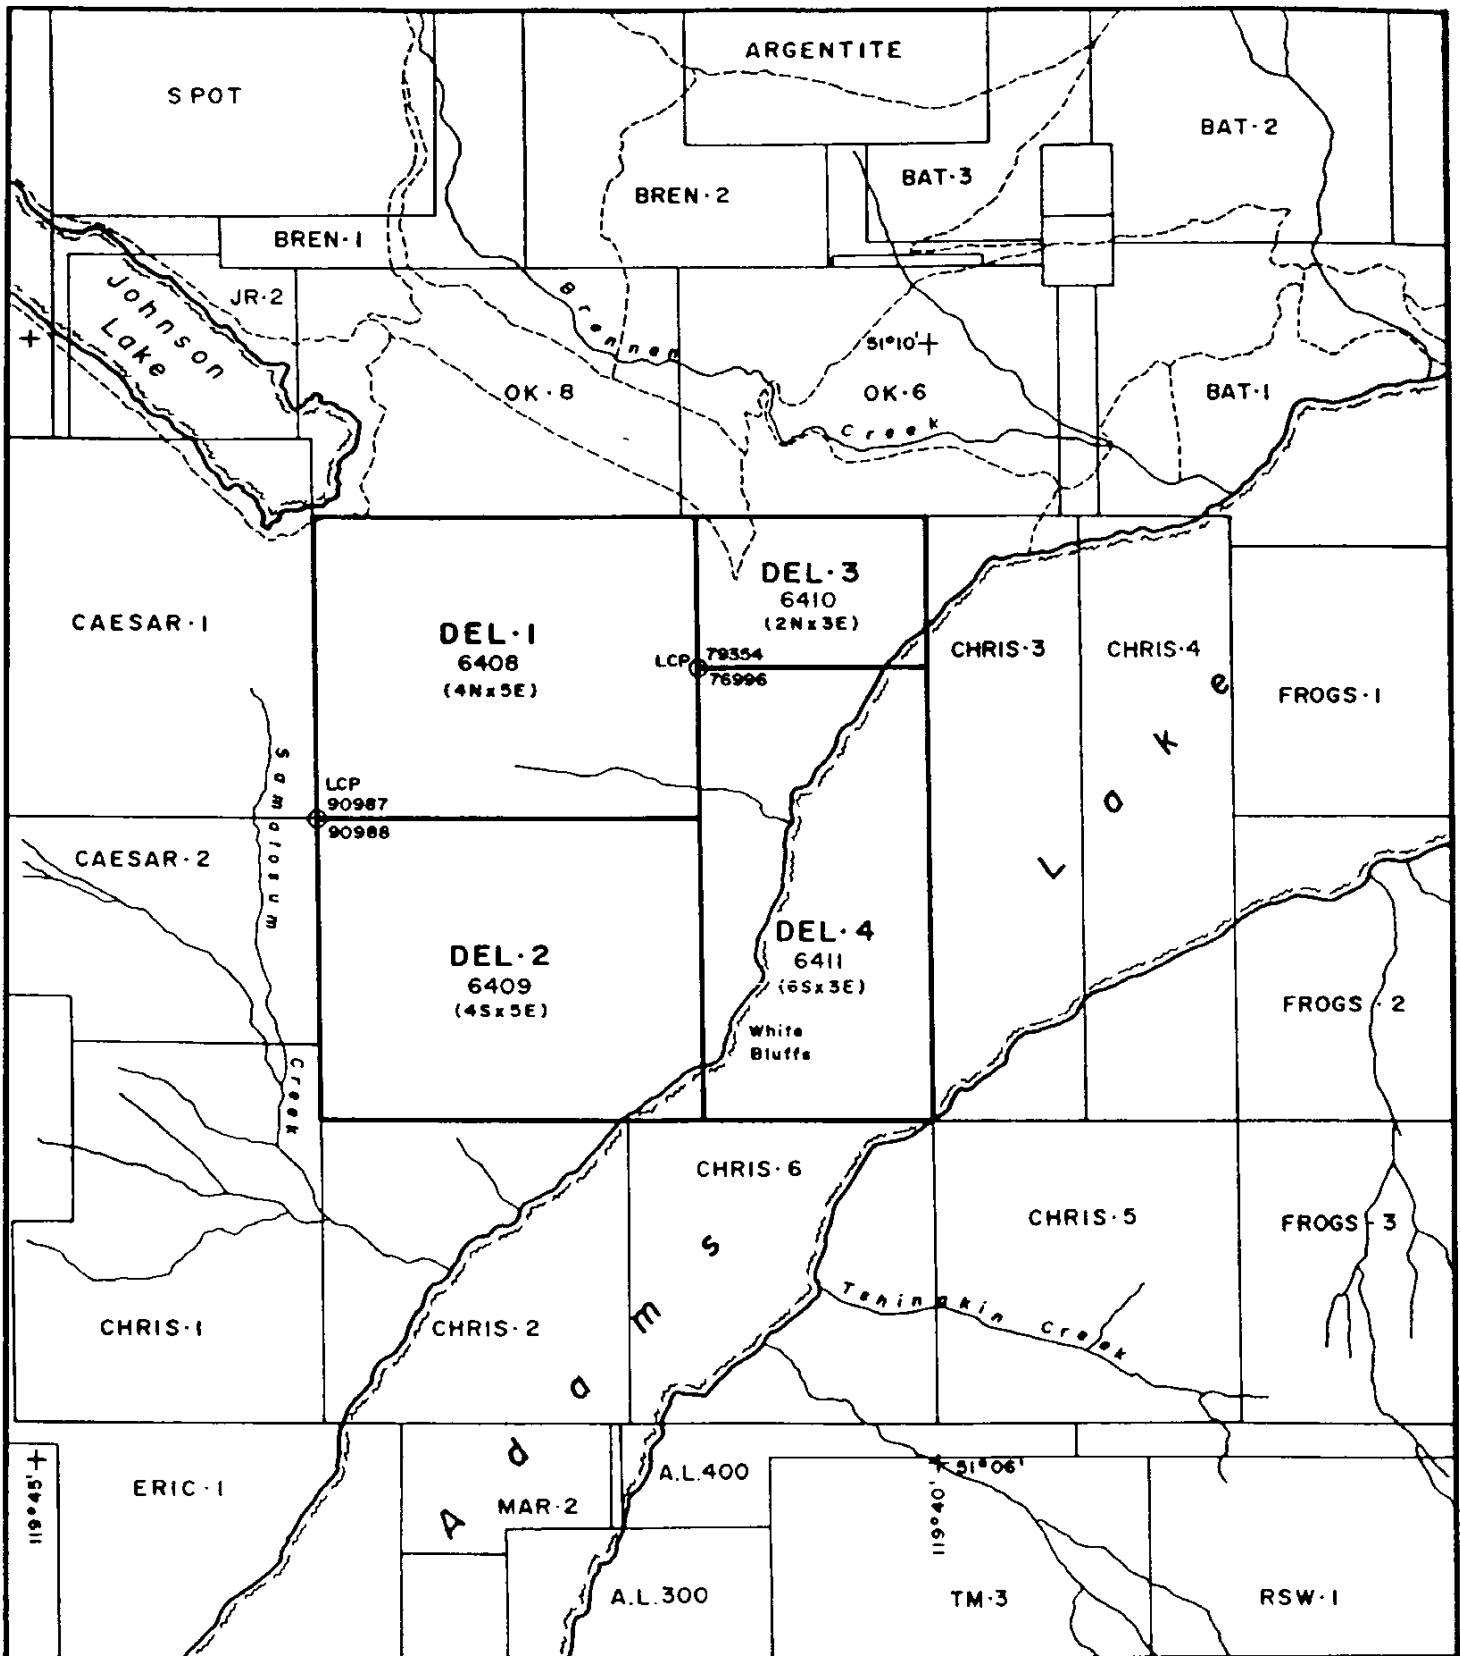 ARGENTITE
SPOT
BAT·2
BAT·3
BREN·2
BREN·1
JR·2
Johnson
Lake
Brennen
51°10'
OK·8
OK·6
BAT·1
Creek
DEL·3
6410
(2Nx3E)
CAESAR·1
DEL·1
6408
(4Nx5E)
LCP
79354
76996
CHRIS·3
CHRIS·4
FROGS·1
Samatosum
LCP
90987
90988
CAESAR·2
DEL·4
6411
(6Sx3E)
DEL·2
6409
(4Sx5E)
FROGS·2
White
Bluffs
Creek
CHRIS·6
CHRIS·5
FROGS·3
Tshinakin Creek
CHRIS·1
CHRIS·2
Adams Lake
119°45'
ERIC·1
MAR·2
A.L.400
51°06'
119°40'
A.L.300
TM·3
RSW·1